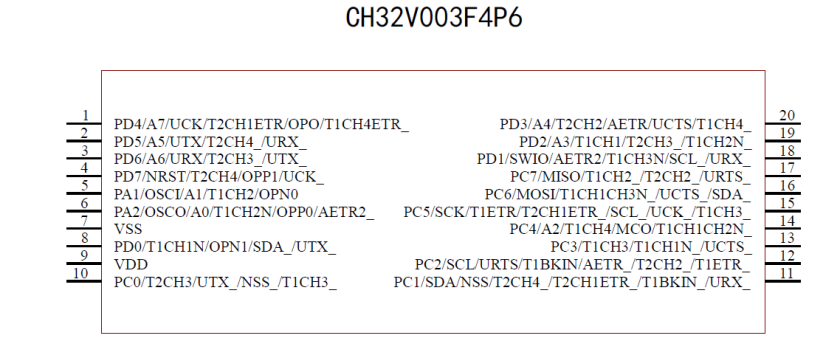 CH32V003F4P6
1 PD4/A7/UCK/T2CH1ETR/OPO/T1CH4ETR_
2 PD5/A5/UTX/T2CH4_/URX_
3 PD6/A6/URX/T2CH3_/UTX_
4 PD7/NRST/T2CH4/OPP1/UCK_
5 PA1/OSCI/A1/T1CH2/OPN0
6 PA2/OSCO/A0/T1CH2N/OPP0/AETR2_
7 VSS
8 PD0/T1CH1N/OPN1/SDA_/UTX_
9 VDD
10 PC0/T2CH3/UTX_/NSS_/T1CH3_
PD3/A4/T2CH2/AETR/UCTS/T1CH4_ 20
PD2/A3/T1CH1/T2CH3_/T1CH2N_ 19
PD1/SWIO/AETR2/T1CH3N/SCL_/URX_ 18
PC7/MISO/T1CH2_/T2CH2_/URTS_ 17
PC6/MOSI/T1CH1CH3N_/UCTS_/SDA_ 16
PC5/SCK/T1ETR/T2CH1ETR_/SCL_/UCK_/T1CH3_ 15
PC4/A2/T1CH4/MCO/T1CH1CH2N_ 14
PC3/T1CH3/T1CH1N_/UCTS_ 13
PC2/SCL/URTS/T1BKIN/AETR_/T2CH2_/T1ETR_ 12
PC1/SDA/NSS/T2CH4_/T2CH1ETR_/T1BKIN_/URX_ 11